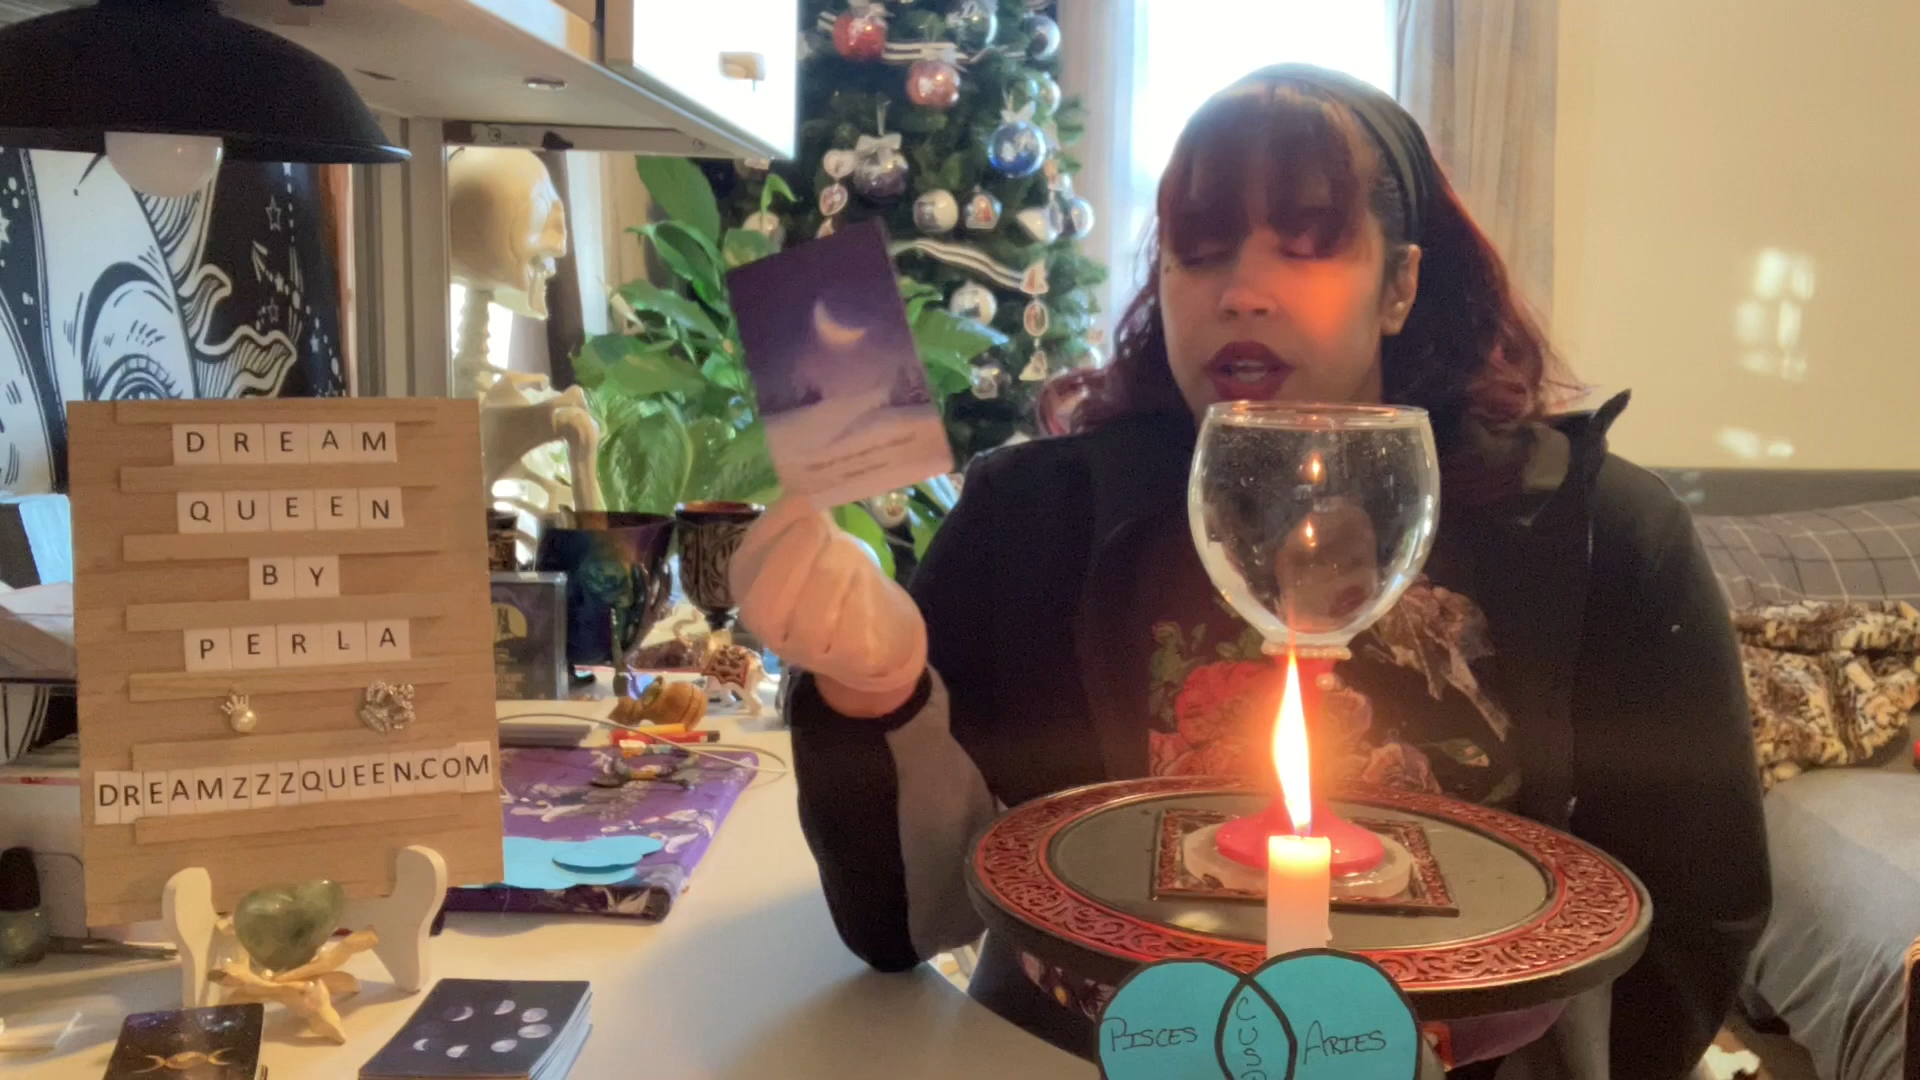 DREAM
QUEEN
BY
PERLA
DREAMZZZQUEEN.COM
PISCES
CUSP
ARIES